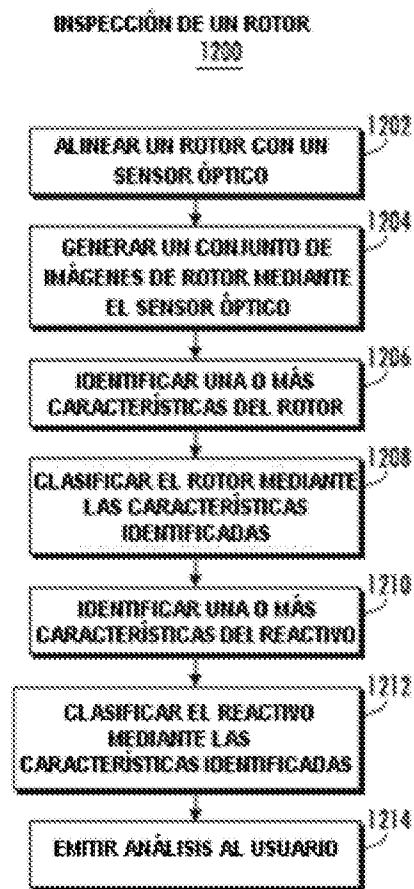 INSPECCIÓN DE UN ROTOR
1200
1202
ALINEAR UN ROTOR CON UN
SENSOR ÓPTICO
1204
GENERAR UN CONJUNTO DE
IMÁGENES DE ROTOR MEDIANTE
EL SENSOR ÓPTICO
1206
IDENTIFICAR UNA O MÁS
CARACTERÍSTICAS DEL ROTOR
1208
CLASIFICAR EL ROTOR MEDIANTE
LAS CARACTERÍSTICAS
IDENTIFICADAS
1210
IDENTIFICAR UNA O MÁS
CARACTERÍSTICAS DEL REACTIVO
1212
CLASIFICAR EL REACTIVO
MEDIANTE LAS
CARACTERÍSTICAS IDENTIFICADAS
1214
EMITIR ANÁLISIS AL USUARIO